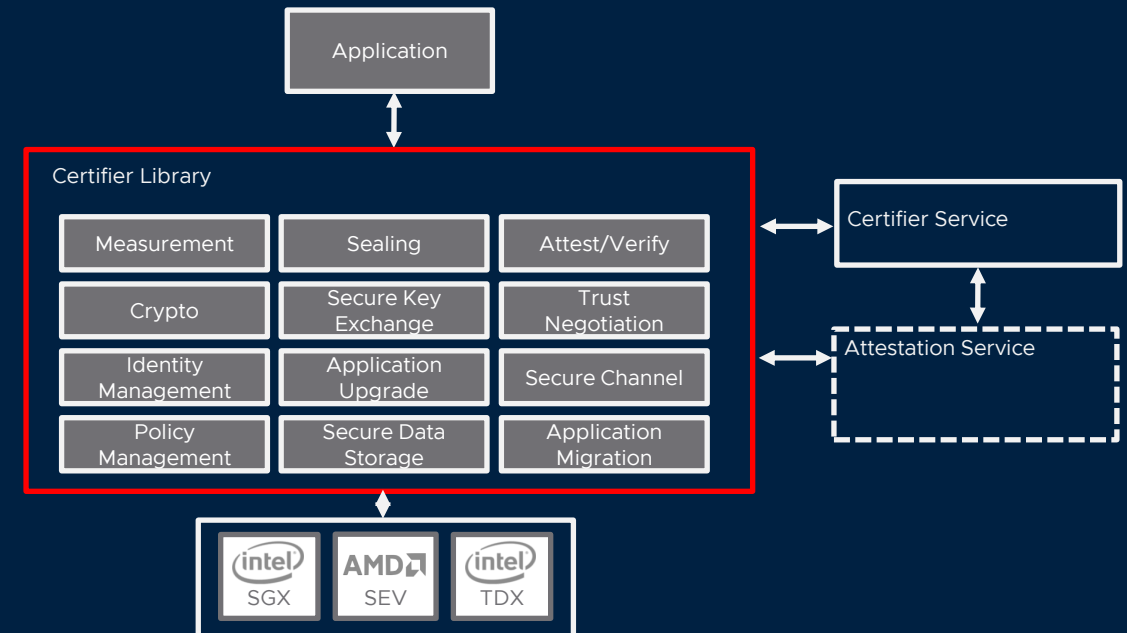 Application
Certifier Library
Measurement
Sealing
Attest/Verify
Crypto
Secure Key
Exchange
Trust
Negotiation
Identity
Management
Application
Upgrade
Secure Channel
Policy
Management
Secure Data
Storage
Application
Migration
Certifier Service
Attestation Service
intel
SGX
AMD
SEV
intel
TDX